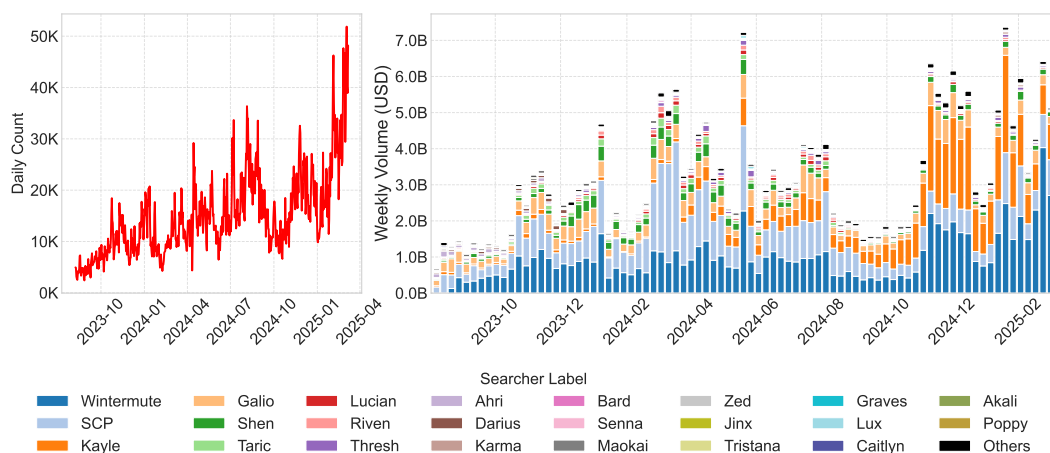 Daily Count
50K
40K
30K
20K
10K
0K
2023-10
2024-01
2024-04
2024-07
2024-10
2025-01
2025-04
Weekly Volume (USD)
7.0B
6.0B
5.0B
4.0B
3.0B
2.0B
1.0B
0.0B
2023-10
2023-12
2024-02
2024-04
2024-06
2024-08
2024-10
2024-12
2025-02
Searcher Label
Wintermute Galio Lucian Ahri Bard Zed Graves Akali
SCP Shen Riven Darius Senna Jinx Lux Poppy
Kayle Taric Thresh Karma Maokai Tristana Caitlyn Others